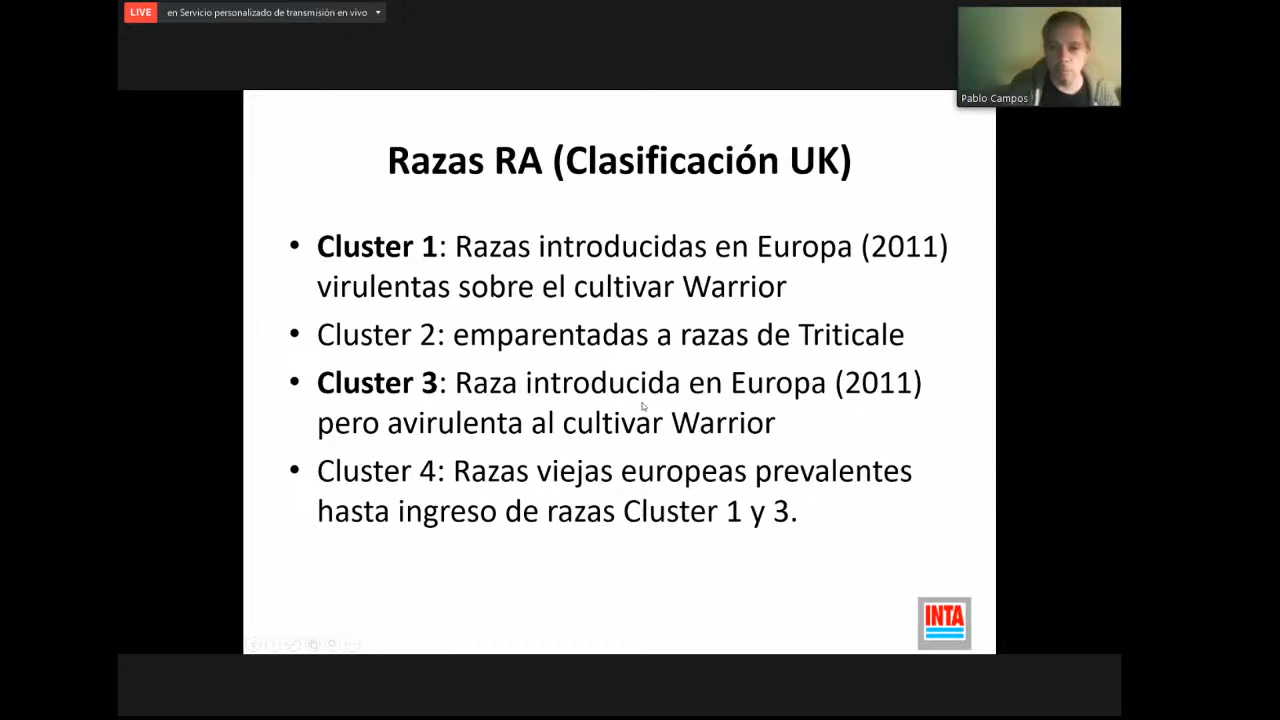 LIVE en Servicio personalizado de transmisión en vivo
Pablo Campos
Razas RA (Clasificación UK)
• Cluster 1: Razas introducidas en Europa (2011)
virulentas sobre el cultivar Warrior
• Cluster 2: emparentadas a razas de Triticale
• Cluster 3: Raza introducida en Europa (2011)
pero avirulenta al cultivar Warrior
• Cluster 4: Razas viejas europeas prevalentes
hasta ingreso de razas Cluster 1 y 3.
INTA